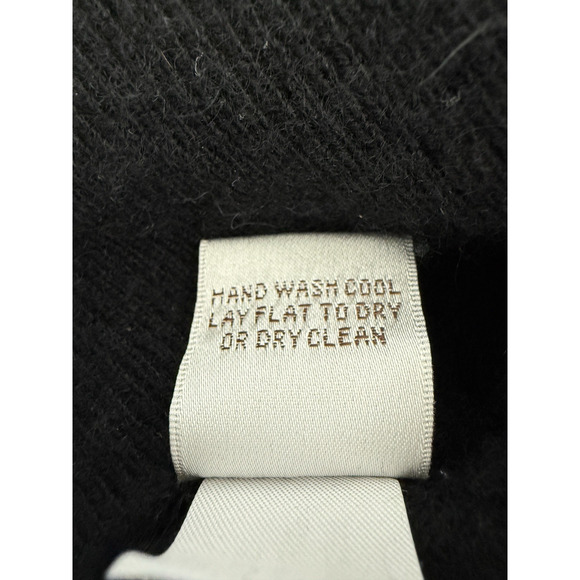 HAND WASH COOL
LAY FLAT TO DRY
OR DRY CLEAN